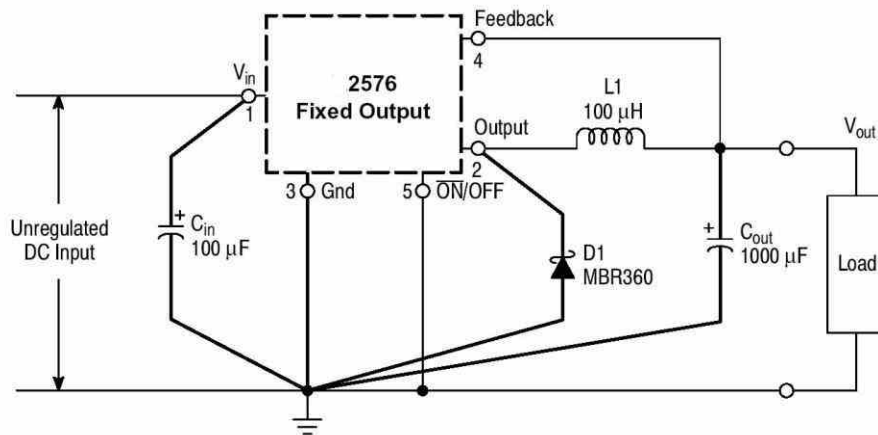 Feedback
4
V_in
1
2576
Fixed Output
L1
100 µH
Output
2
V_out
3 Gnd
5 O̅N̅/OFF
+
C_in
100 µF
Unregulated
DC Input
D1
MBR360
+
C_out
1000 µF
Load